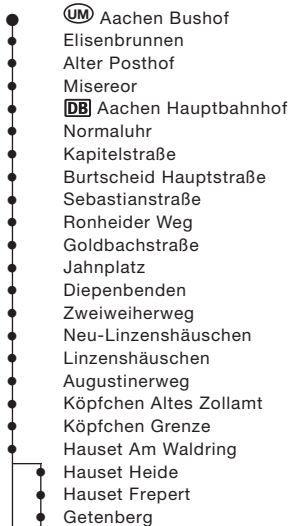 UM Aachen Bushof
Elisenbrunnen
Alter Posthof
Misereor
DB Aachen Hauptbahnhof
Normaluhr
Kapitelstraße
Burtscheid Hauptstraße
Sebastianstraße
Ronheider Weg
Goldbachstraße
Jahnplatz
Diepenbenden
Zweiweiherweg
Neu-Linzenshäuschen
Linzenshäuschen
Augustinerweg
Köpfchen Altes Zollamt
Köpfchen Grenze
Hauset Am Waldring
Hauset Heide
Hauset Frepert
Getenberg